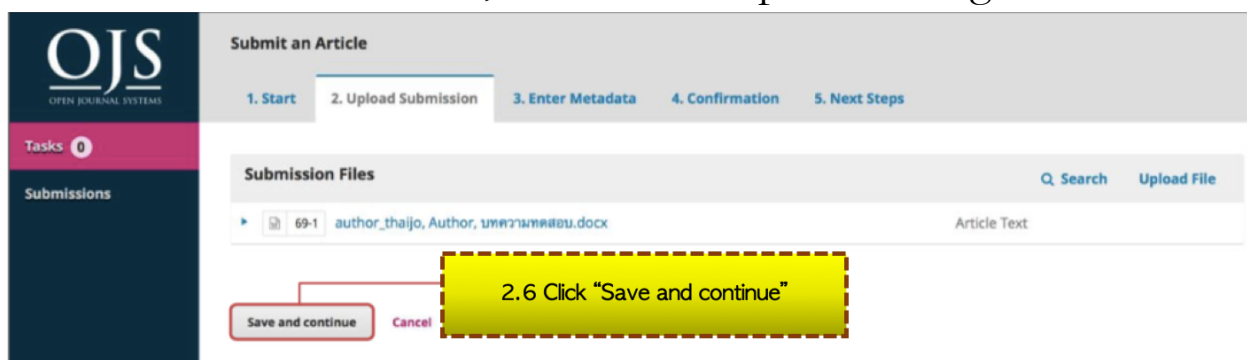 OJS
OPEN JOURNAL SYSTEMS
Submit an Article
1. Start 2. Upload Submission 3. Enter Metadata 4. Confirmation 5. Next Steps
Tasks 0
Submissions
Submission Files Search Upload File
69-1 author_thaijo, Author, บทความทดสอบ.docx Article Text
2.6 Click “Save and continue”
Save and continue Cancel